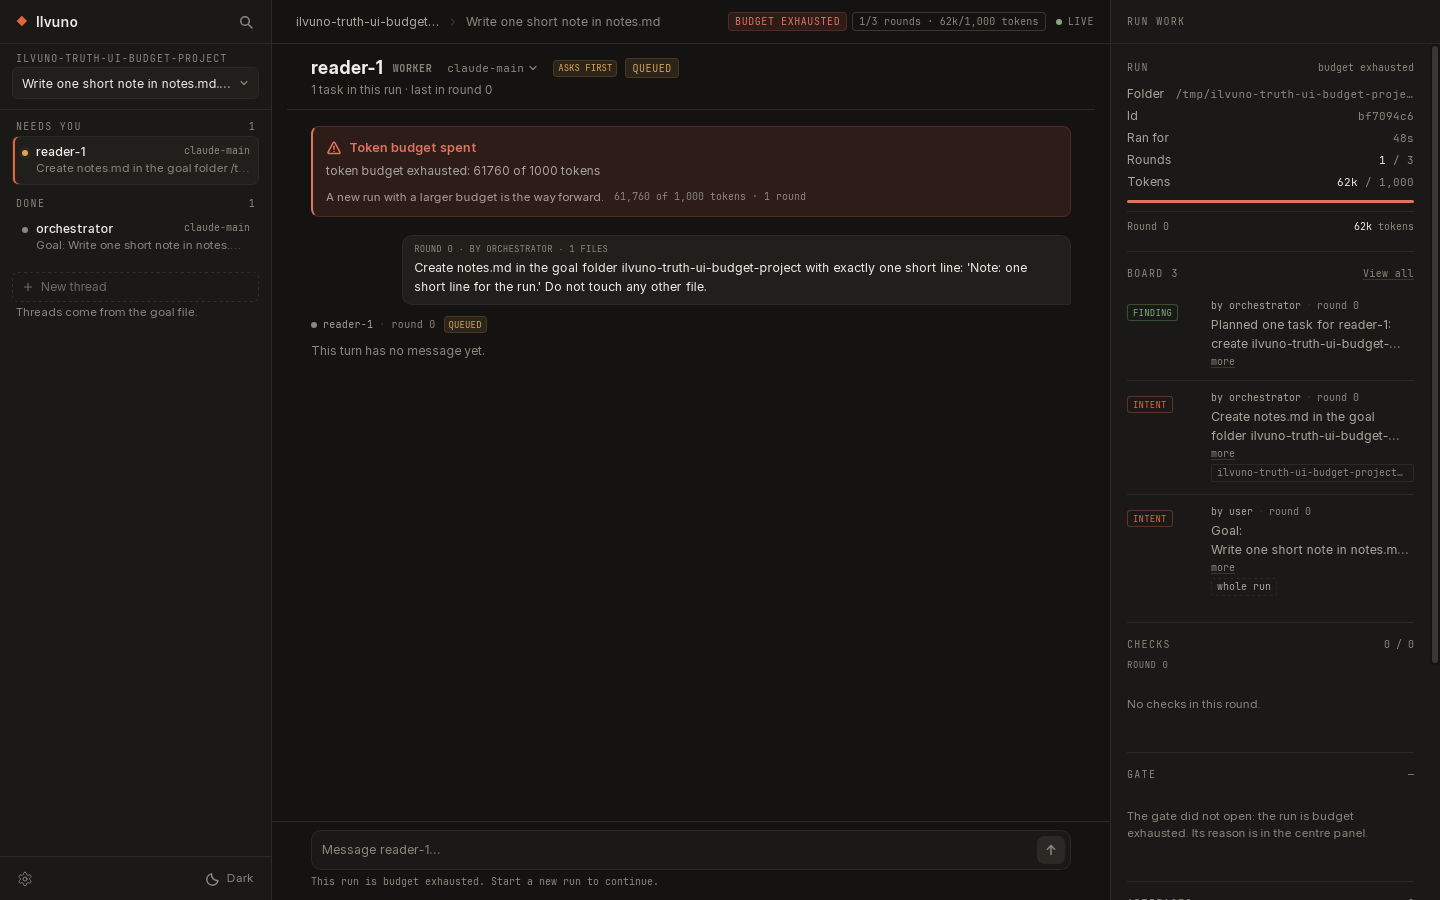 Ilvuno
ILVUNO-TRUTH-UI-BUDGET-PROJECT
Write one short note in notes.md....
NEEDS YOU 1
reader-1 claude-main
Create notes.md in the goal folder /t...
DONE 1
orchestrator claude-main
Goal: Write one short note in notes....
+ New thread
Threads come from the goal file.
Dark
ilvuno-truth-ui-budget... › Write one short note in notes.md
BUDGET EXHAUSTED 1/3 rounds · 62k/1,000 tokens LIVE
reader-1 WORKER claude-main ASKS FIRST QUEUED
1 task in this run · last in round 0
Token budget spent
token budget exhausted: 61760 of 1000 tokens
A new run with a larger budget is the way forward. 61,760 of 1,000 tokens · 1 round
ROUND 0 · BY ORCHESTRATOR · 1 FILES
Create notes.md in the goal folder ilvuno-truth-ui-budget-project with exactly one short line: 'Note: one
short line for the run.' Do not touch any other file.
reader-1 · round 0 QUEUED
This turn has no message yet.
Message reader-1...
This run is budget exhausted. Start a new run to continue.
RUN WORK
RUN budget exhausted
Folder /tmp/ilvuno-truth-ui-budget-proje...
Id bf7094c6
Ran for 48s
Rounds 1 / 3
Tokens 62k / 1,000
Round 0 62k tokens
BOARD 3 View all
FINDING by orchestrator · round 0
Planned one task for reader-1:
create ilvuno-truth-ui-budget-...
more
INTENT by orchestrator · round 0
Create notes.md in the goal
folder ilvuno-truth-ui-budget-...
more
ilvuno-truth-ui-budget-project...
INTENT by user · round 0
Goal:
Write one short note in notes.m...
more
whole run
CHECKS 0 / 0
ROUND 0
No checks in this round.
GATE —
The gate did not open: the run is budget
exhausted. Its reason is in the centre panel.